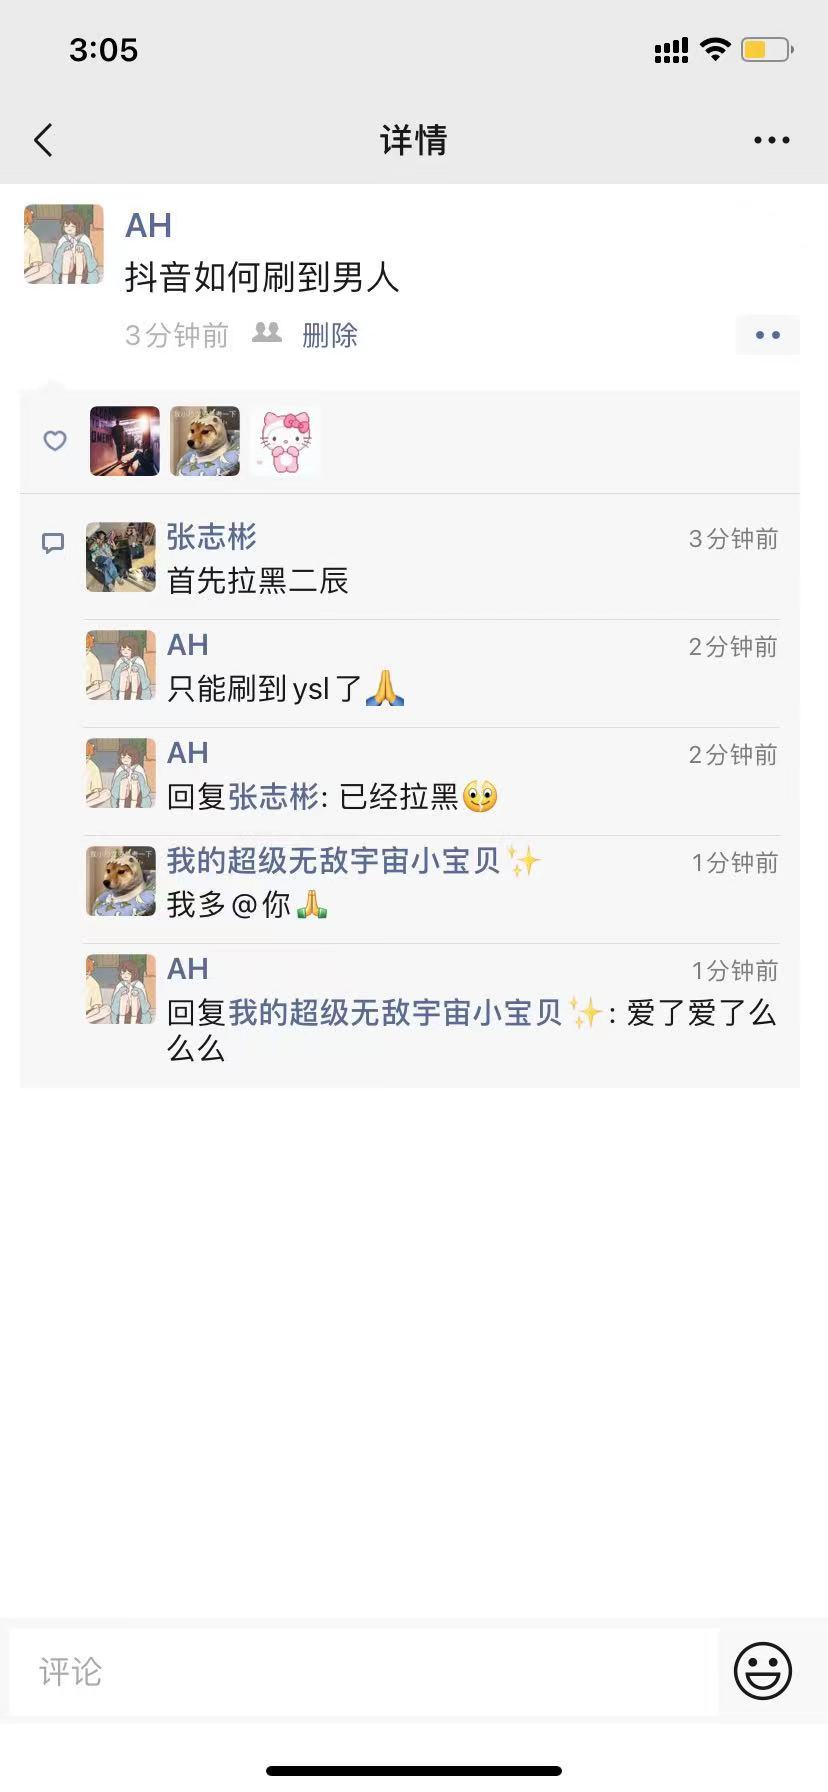 3:05
详情
AH
抖音如何刷到男人
3分钟前 删除
张志彬 3分钟前
首先拉黑二辰
AH 2分钟前
只能刷到ysl了🙏
AH 2分钟前
回复张志彬: 已经拉黑
我的超级无敌宇宙小宝贝✨ 1分钟前
我多@你🙏
AH 1分钟前
回复我的超级无敌宇宙小宝贝✨: 爱了爱了么
么么
评论